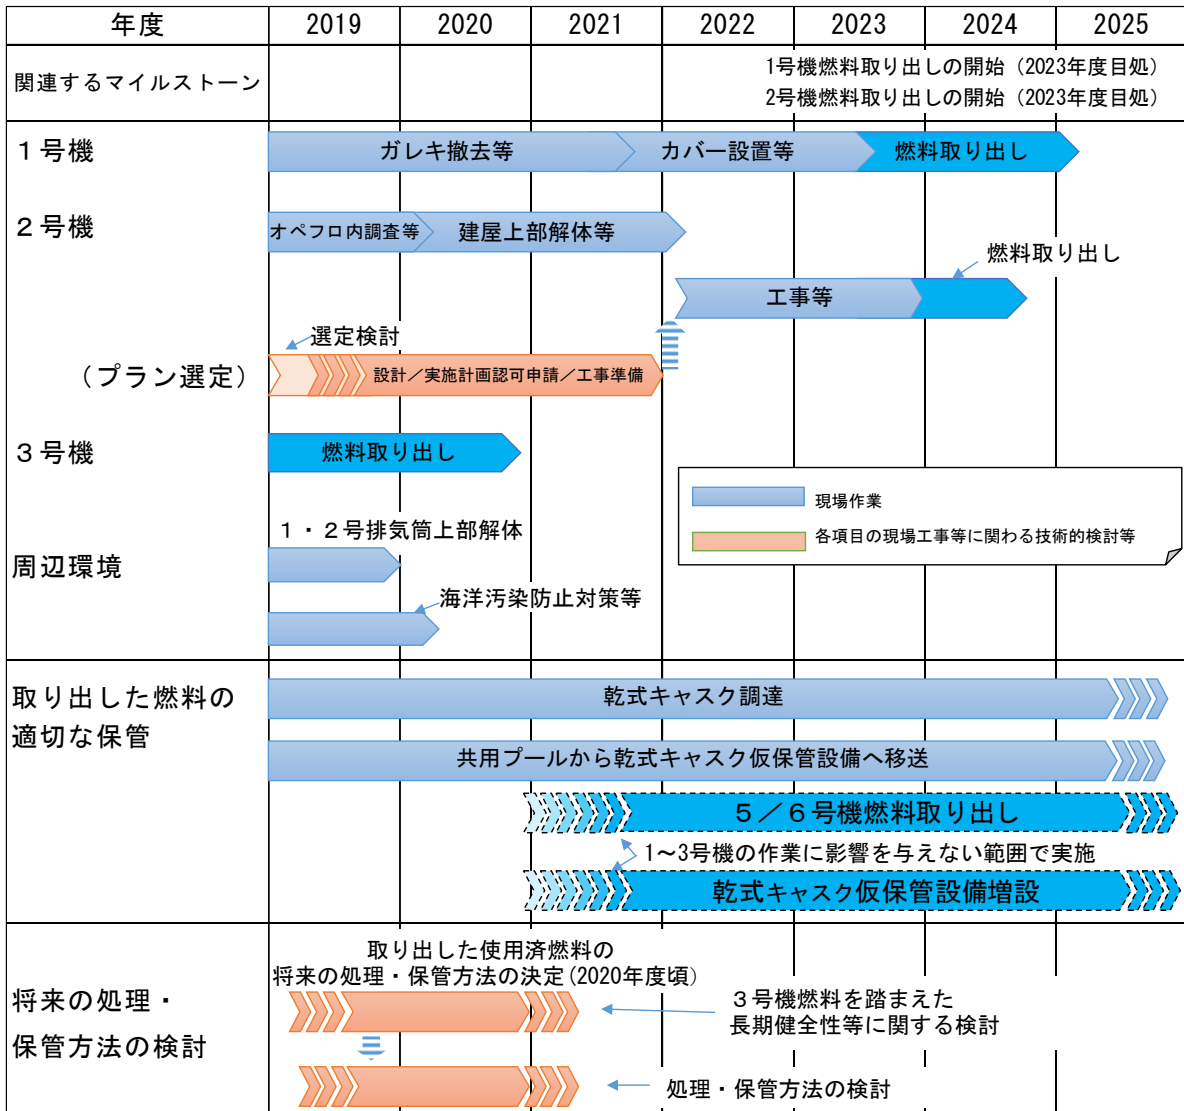 年度 2019 2020 2021 2022 2023 2024 2025
関連するマイルストーン
1号機燃料取り出しの開始（2023年度目処）
2号機燃料取り出しの開始（2023年度目処）
１号機
ガレキ撤去等 カバー設置等 燃料取り出し
２号機
オペフロ内調査等 建屋上部解体等
燃料取り出し
工事等
選定検討
（プラン選定）
設計／実施計画認可申請／工事準備
３号機
燃料取り出し
現場作業
各項目の現場工事等に関わる技術的検討等
周辺環境
１・２号排気筒上部解体
海洋汚染防止対策等
取り出した燃料の
適切な保管
乾式キャスク調達
共用プールから乾式キャスク仮保管設備へ移送
５／６号機燃料取り出し
1～3号機の作業に影響を与えない範囲で実施
乾式キャスク仮保管設備増設
将来の処理・
保管方法の検討
取り出した使用済燃料の
将来の処理・保管方法の決定(2020年度頃)
３号機燃料を踏まえた
長期健全性等に関する検討
処理・保管方法の検討